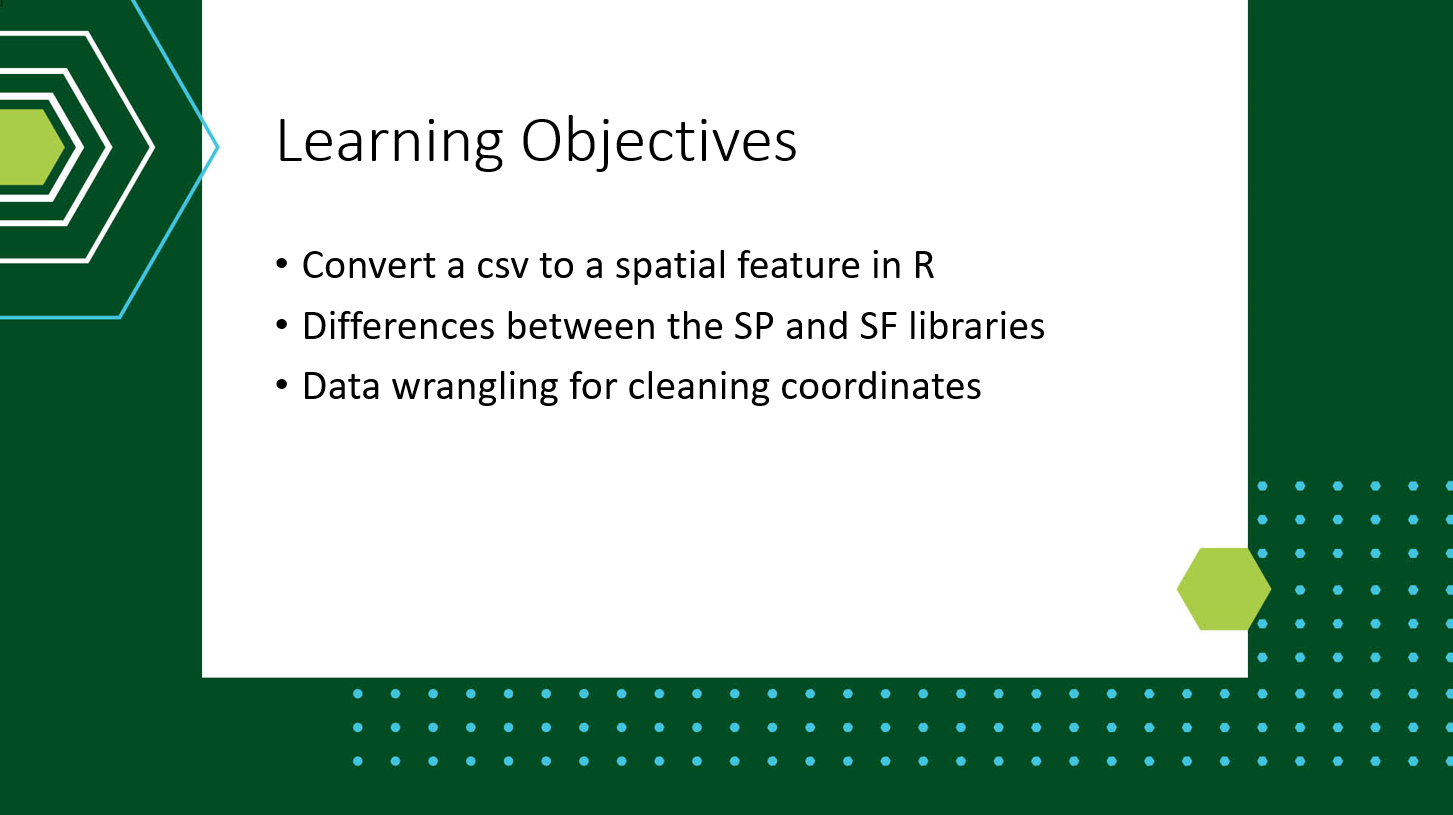 Learning Objectives
• Convert a csv to a spatial feature in R
• Differences between the SP and SF libraries
• Data wrangling for cleaning coordinates